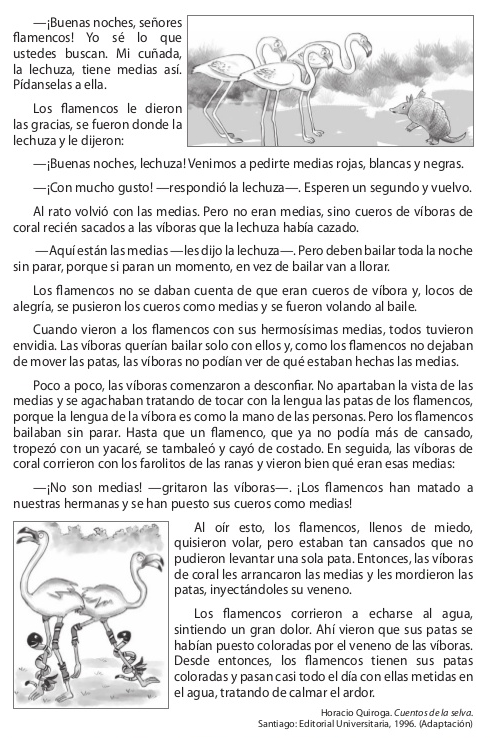 —¡Buenas noches, señores
flamencos! Yo sé lo que
ustedes buscan. Mi cuñada,
la lechuza, tiene medias así.
Pídanselas a ella.
Los flamencos le dieron
las gracias, se fueron donde la
lechuza y le dijeron:
—¡Buenas noches, lechuza! Venimos a pedirte medias rojas, blancas y negras.
—¡Con mucho gusto! —respondió la lechuza—. Esperen un segundo y vuelvo.
Al rato volvió con las medias. Pero no eran medias, sino cueros de víboras de
coral recién sacados a las víboras que la lechuza había cazado.
—Aquí están las medias —les dijo la lechuza—. Pero deben bailar toda la noche
sin parar, porque si paran un momento, en vez de bailar van a llorar.
Los flamencos no se daban cuenta de que eran cueros de víbora y, locos de
alegría, se pusieron los cueros como medias y se fueron volando al baile.
Cuando vieron a los flamencos con sus hermosísimas medias, todos tuvieron
envidia. Las víboras querían bailar solo con ellos y, como los flamencos no dejaban
de mover las patas, las víboras no podían ver de qué estaban hechas las medias.
Poco a poco, las víboras comenzaron a desconfiar. No apartaban la vista de las
medias y se agachaban tratando de tocar con la lengua las patas de los flamencos,
porque la lengua de la víbora es como la mano de las personas. Pero los flamencos
bailaban sin parar. Hasta que un flamenco, que ya no podía más de cansado,
tropezó con un yacaré, se tambaleó y cayó de costado. En seguida, las víboras de
coral corrieron con los farolitos de las ranas y vieron bien qué eran esas medias:
—¡No son medias! —gritaron las víboras—. ¡Los flamencos han matado a
nuestras hermanas y se han puesto sus cueros como medias!
Al oír esto, los flamencos, llenos de miedo,
quisieron volar, pero estaban tan cansados que no
pudieron levantar una sola pata. Entonces, las víboras
de coral les arrancaron las medias y les mordieron las
patas, inyectándoles su veneno.
Los flamencos corrieron a echarse al agua,
sintiendo un gran dolor. Ahí vieron que sus patas se
habían puesto coloradas por el veneno de las víboras.
Desde entonces, los flamencos tienen sus patas
coloradas y pasan casi todo el día con ellas metidas en
el agua, tratando de calmar el ardor.
Horacio Quiroga. Cuentos de la selva.
Santiago: Editorial Universitaria, 1996. (Adaptación)